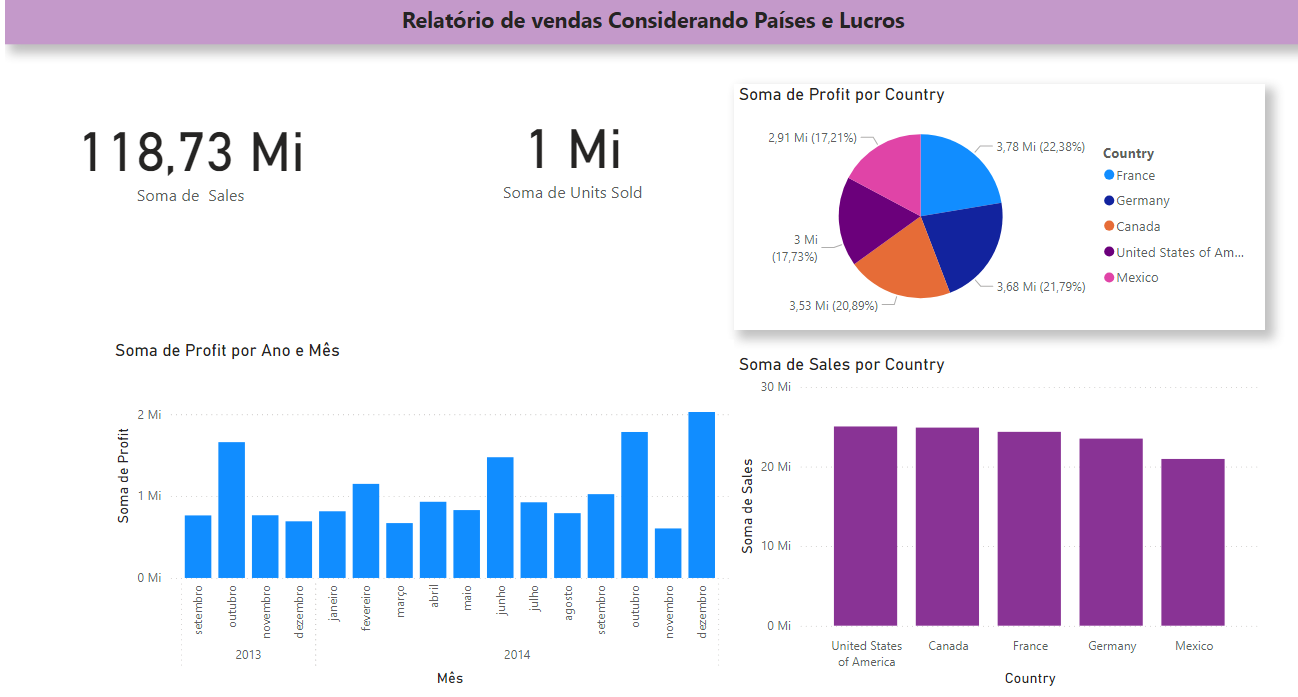 Relatório de vendas Considerando Países e Lucros
118,73 Mi
Soma de  Sales
1 Mi
Soma de Units Sold
Soma de Profit por Country
2,91 Mi (17,21%)
3,78 Mi (22,38%)
3 Mi
(17,73%)
3,53 Mi (20,89%)
3,68 Mi (21,79%)
Country
France
Germany
Canada
United States of Am...
Mexico
Soma de Profit por Ano e Mês
Soma de Profit
2 Mi
1 Mi
0 Mi
setembro
outubro
novembro
dezembro
janeiro
fevereiro
março
abril
maio
junho
julho
agosto
setembro
outubro
novembro
dezembro
2013
2014
Mês
Soma de Sales por Country
Soma de Sales
30 Mi
20 Mi
10 Mi
0 Mi
United States
of America
Canada
France
Germany
Mexico
Country